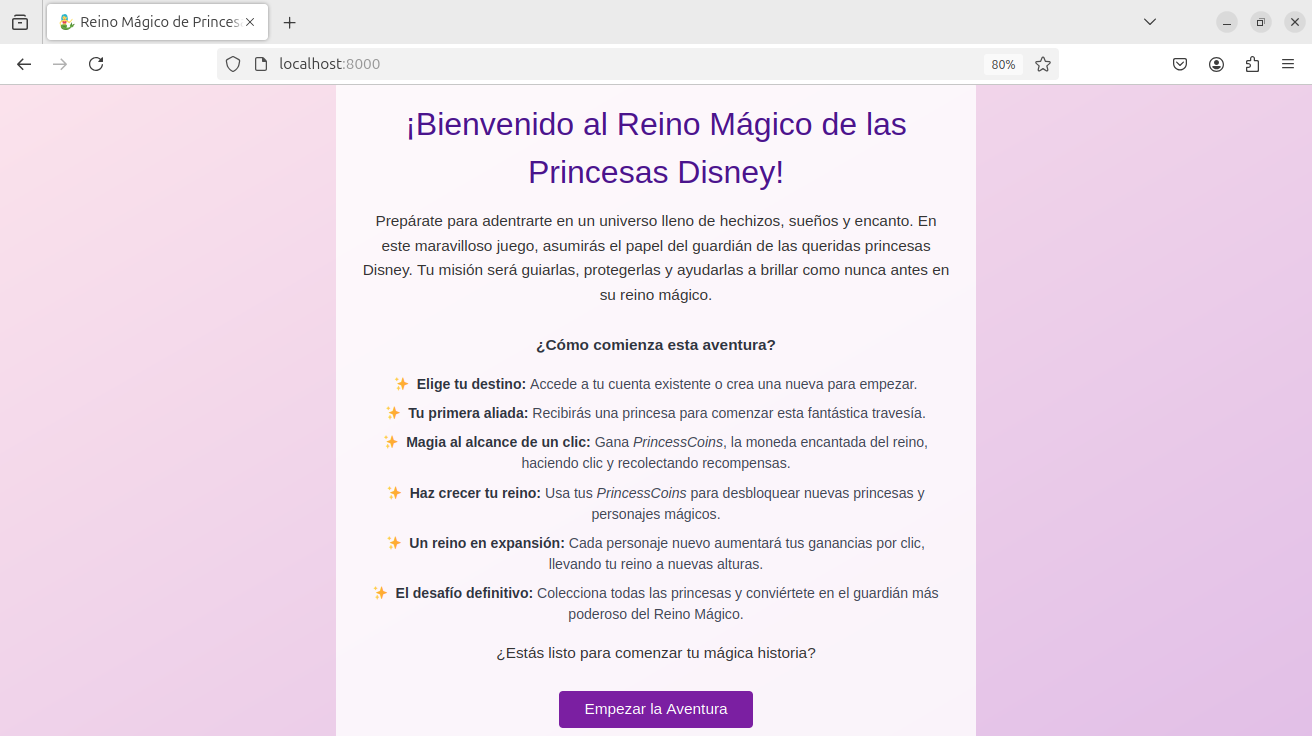 Reino Mágico de Princes
localhost:8000
80%
¡Bienvenido al Reino Mágico de las
Princesas Disney!
Prepárate para adentrarte en un universo lleno de hechizos, sueños y encanto. En
este maravilloso juego, asumirás el papel del guardián de las queridas princesas
Disney. Tu misión será guiarlas, protegerlas y ayudarlas a brillar como nunca antes en
su reino mágico.
¿Cómo comienza esta aventura?
✨ Elige tu destino: Accede a tu cuenta existente o crea una nueva para empezar.
✨ Tu primera aliada: Recibirás una princesa para comenzar esta fantástica travesía.
✨ Magia al alcance de un clic: Gana PrincessCoins, la moneda encantada del reino,
haciendo clic y recolectando recompensas.
✨ Haz crecer tu reino: Usa tus PrincessCoins para desbloquear nuevas princesas y
personajes mágicos.
✨ Un reino en expansión: Cada personaje nuevo aumentará tus ganancias por clic,
llevando tu reino a nuevas alturas.
✨ El desafío definitivo: Colecciona todas las princesas y conviértete en el guardián más
poderoso del Reino Mágico.
¿Estás listo para comenzar tu mágica historia?
Empezar la Aventura